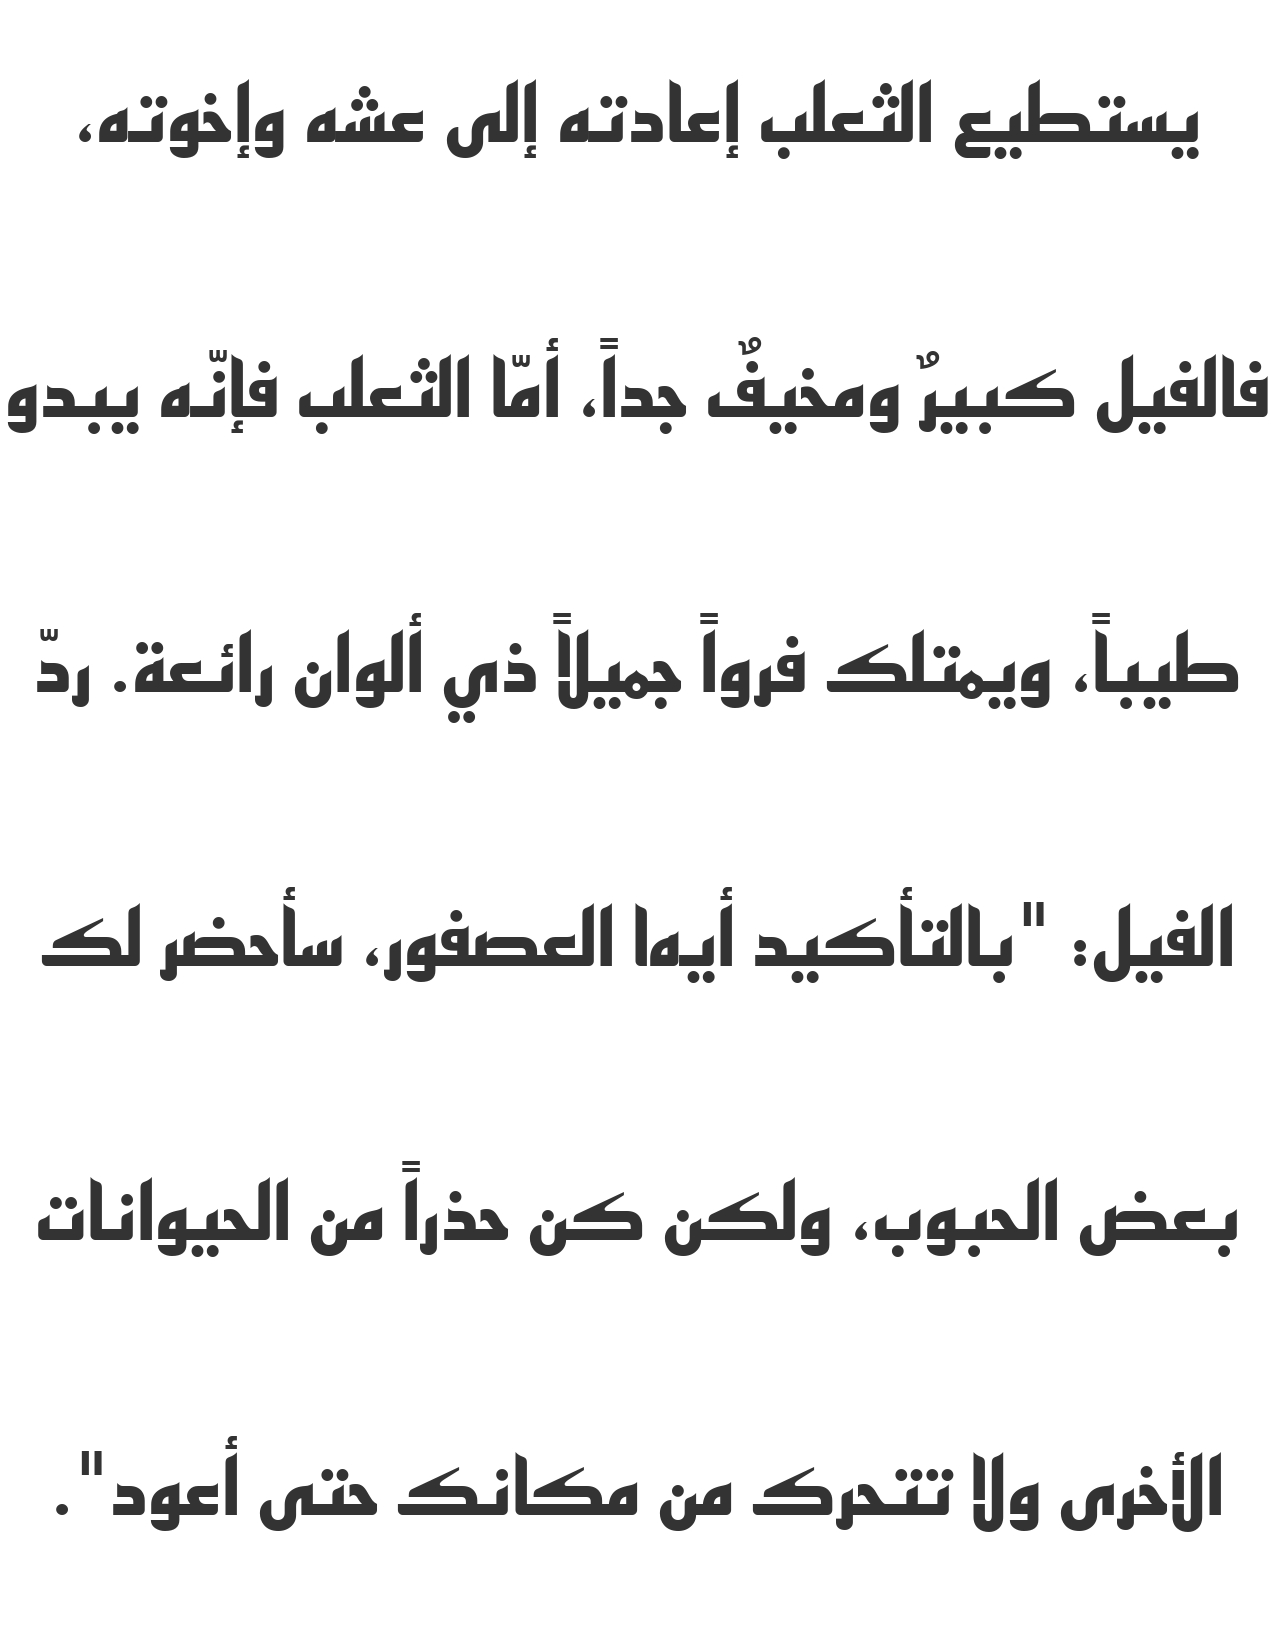 يستطيع الثعلب إعادته إلى عشه وإخوته،
فالفيل كبيرٌ ومخيفٌ جداً، أمّا الثعلب فإنّه يبدو
طيباً، ويمتلك فرواً جميلاً ذي ألوان رائعة. ردّ
الفيل: "بالتأكيد أيها العصفور، سأحضر لك
بعض الحبوب، ولكن كن حذراً من الحيوانات
الأخرى ولا تتحرك من مكانك حتى أعود".